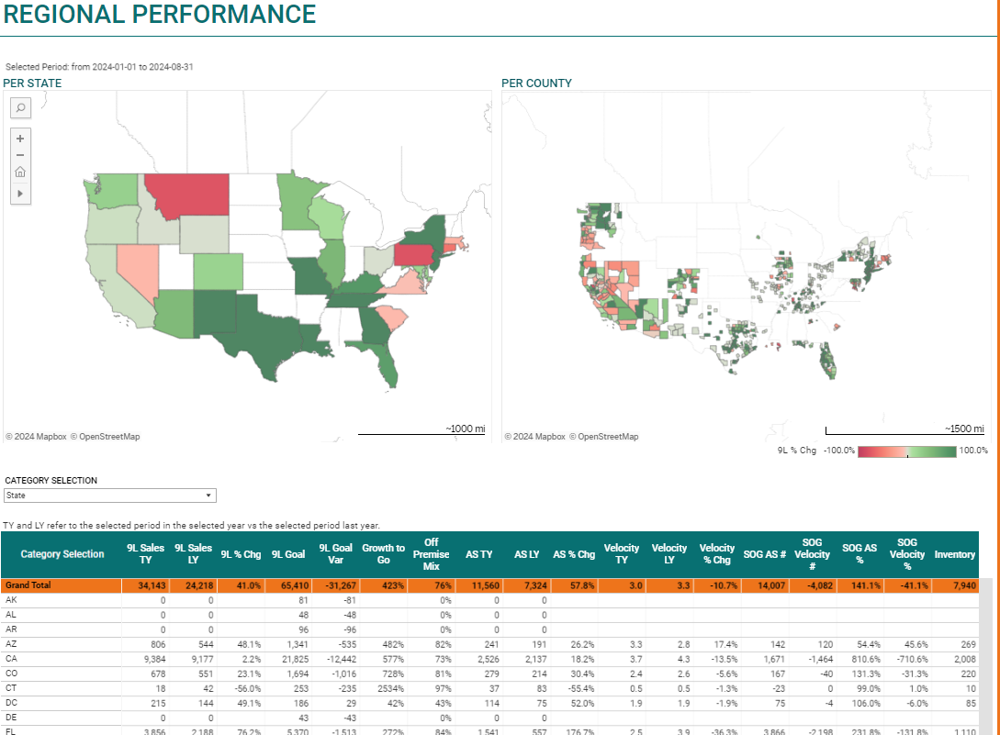 REGIONAL PERFORMANCE
Selected Period: from 2024-01-01 to 2024-08-31
PER STATE
PER COUNTY
~1000 mi
~1500 mi
© 2024 Mapbox © OpenStreetMap
© 2024 Mapbox © OpenStreetMap
9L % Chg -100.0% 100.0%
CATEGORY SELECTION
State
TY and LY refer to the selected period in the selected year vs the selected period last year.
Category Selection 9L Sales TY 9L Sales LY 9L % Chg 9L Goal 9L Goal Var Growth to Go Off Premise Mix AS TY AS LY AS % Chg Velocity TY Velocity LY Velocity % Chg SOG AS # SOG Velocity # SOG AS % SOG Velocity % Inventory
Grand Total 34,143 24,218 41.0% 65,410 -31,267 423% 76% 11,560 7,324 57.8% 3.0 3.3 -10.7% 14,007 -4,082 141.1% -41.1% 7,940
AK 0 0 81 -81 0% 0 0
AL 0 0 48 -48 0% 0 0
AR 0 0 96 -96 0% 0 0
AZ 806 544 48.1% 1,341 -535 482% 82% 241 191 26.2% 3.3 2.8 17.4% 142 120 54.4% 45.6% 269
CA 9,384 9,177 2.2% 21,825 -12,442 577% 73% 2,526 2,137 18.2% 3.7 4.3 -13.5% 1,671 -1,464 810.6% -710.6% 2,008
CO 678 551 23.1% 1,694 -1,016 728% 81% 279 214 30.4% 2.4 2.6 -5.6% 167 -40 131.3% -31.3% 220
CT 18 42 -56.0% 253 -235 2534% 97% 37 83 -55.4% 0.5 0.5 -1.3% -23 0 99.0% 1.0% 10
DC 215 144 49.1% 186 29 42% 43% 114 75 52.0% 1.9 1.9 -1.9% 75 -4 106.0% -6.0% 85
DE 0 0 43 -43 0% 0 0
FL 3,856 2,188 76.2% 5,370 -1,513 272% 84% 1,541 557 176.7% 2.5 3.9 -36.3% 3,866 -2,198 231.8% -131.8% 1,110